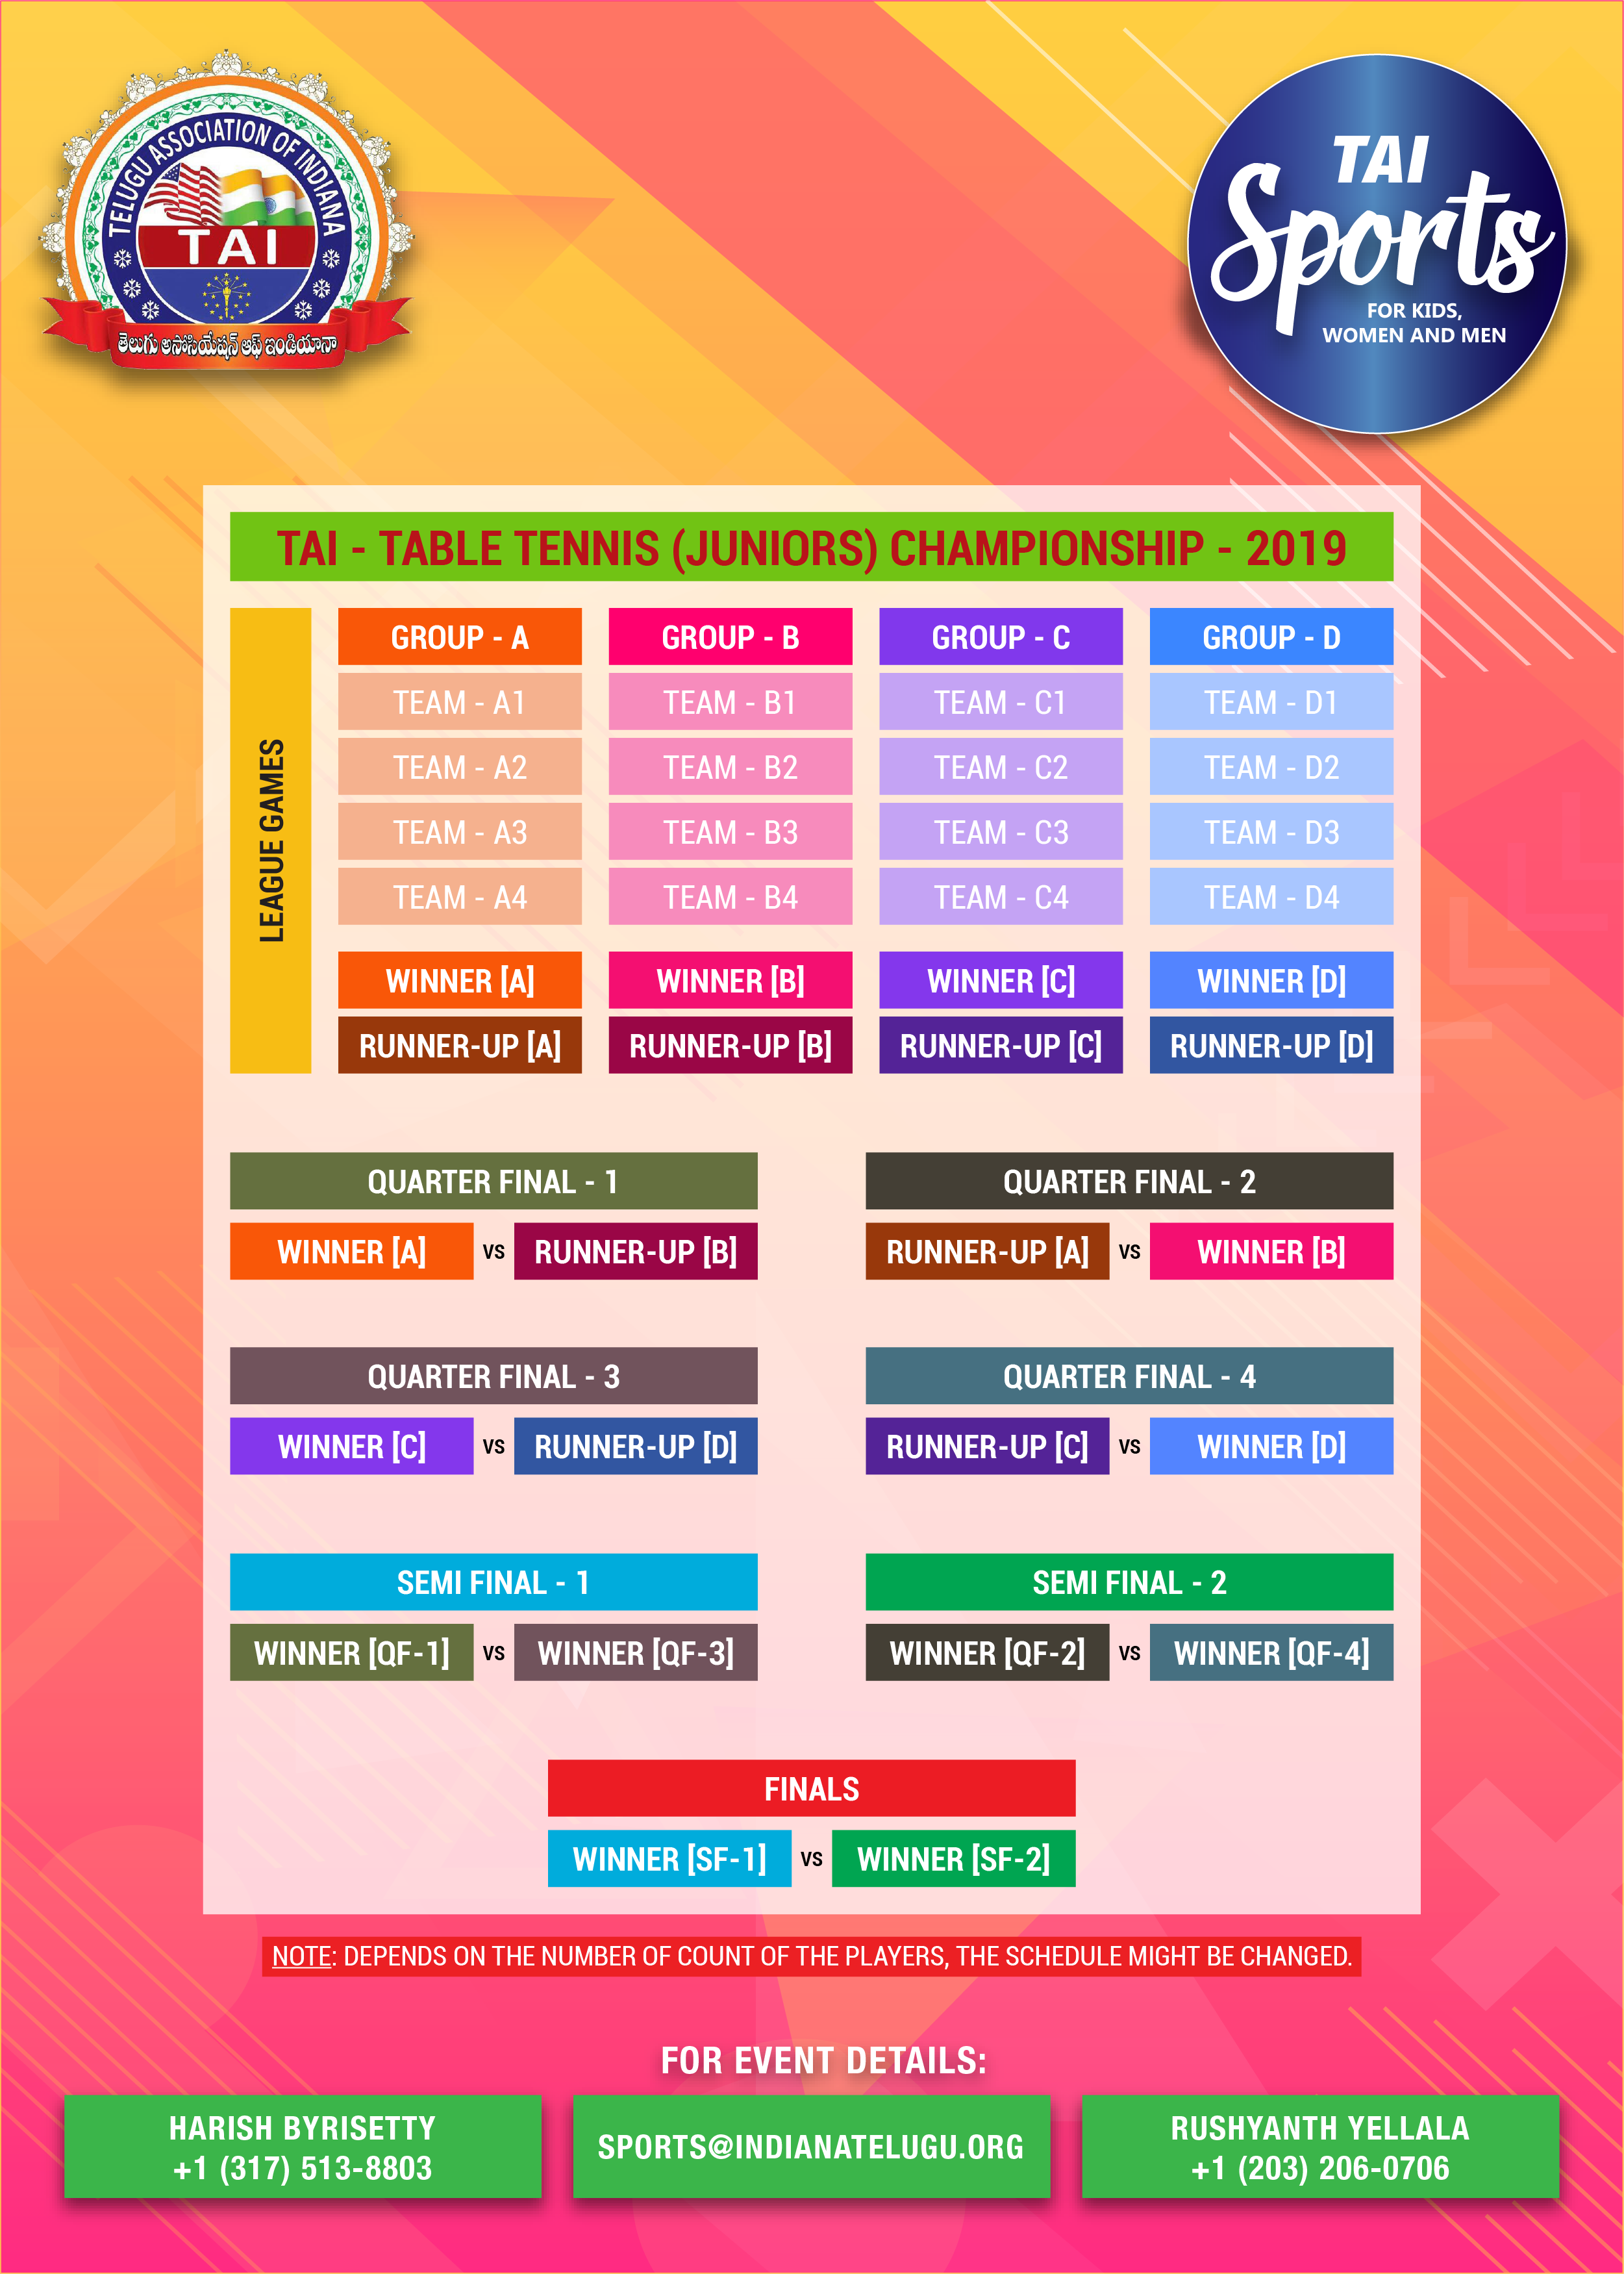 TELUGU ASSOCIATION OF INDIANA
TAI
తెలుగు అసోసియేషన్ ఆఫ్ ఇండియానా
TAI
Sports
FOR KIDS,
WOMEN AND MEN
TAI - TABLE TENNIS (JUNIORS) CHAMPIONSHIP - 2019
LEAGUE GAMES
GROUP - A GROUP - B GROUP - C GROUP - D
TEAM - A1 TEAM - B1 TEAM - C1 TEAM - D1
TEAM - A2 TEAM - B2 TEAM - C2 TEAM - D2
TEAM - A3 TEAM - B3 TEAM - C3 TEAM - D3
TEAM - A4 TEAM - B4 TEAM - C4 TEAM - D4
WINNER [A] WINNER [B] WINNER [C] WINNER [D]
RUNNER-UP [A] RUNNER-UP [B] RUNNER-UP [C] RUNNER-UP [D]
QUARTER FINAL - 1 QUARTER FINAL - 2
WINNER [A] VS RUNNER-UP [B] RUNNER-UP [A] VS WINNER [B]
QUARTER FINAL - 3 QUARTER FINAL - 4
WINNER [C] VS RUNNER-UP [D] RUNNER-UP [C] VS WINNER [D]
SEMI FINAL - 1 SEMI FINAL - 2
WINNER [QF-1] VS WINNER [QF-3] WINNER [QF-2] VS WINNER [QF-4]
FINALS
WINNER [SF-1] VS WINNER [SF-2]
NOTE: DEPENDS ON THE NUMBER OF COUNT OF THE PLAYERS, THE SCHEDULE MIGHT BE CHANGED.
FOR EVENT DETAILS:
HARISH BYRISETTY
+1 (317) 513-8803
SPORTS@INDIANATELUGU.ORG
RUSHYANTH YELLALA
+1 (203) 206-0706